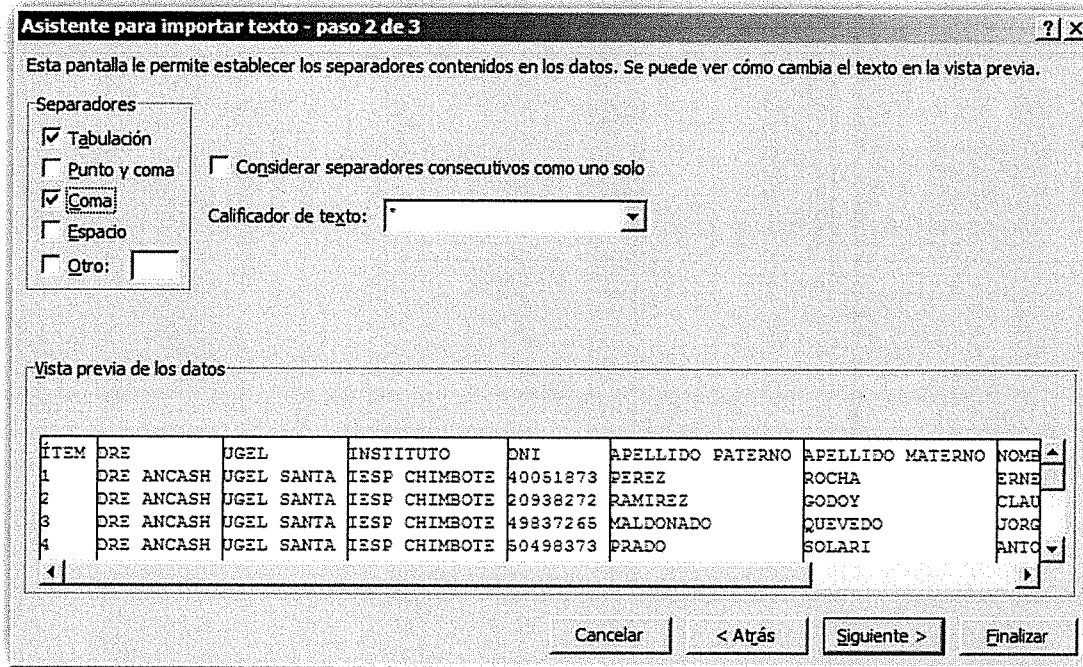 Asistente para importar texto - paso 2 de 3
Esta pantalla le permite establecer los separadores contenidos en los datos. Se puede ver cómo cambia el texto en la vista previa.
Separadores
Tabulación
Punto y coma
Coma
Espacio
Otro:
Considerar separadores consecutivos como uno solo
Calificador de texto: "
Vista previa de los datos
ÍTEM DRE UGEL INSTITUTO DNI APELLIDO PATERNO APELLIDO MATERNO NOMB
1 DRE ANCASH UGEL SANTA IESP CHIMBOTE 40051873 PEREZ ROCHA ERNE
2 DRE ANCASH UGEL SANTA IESP CHIMBOTE 20938272 RAMIREZ GODOY CLAU
3 DRE ANCASH UGEL SANTA IESP CHIMBOTE 49837265 MALDONADO QUEVEDO JORG
4 DRE ANCASH UGEL SANTA IESP CHIMBOTE 50498373 PRADO SOLARI ANTO
Cancelar < Atrás Siguiente > Finalizar